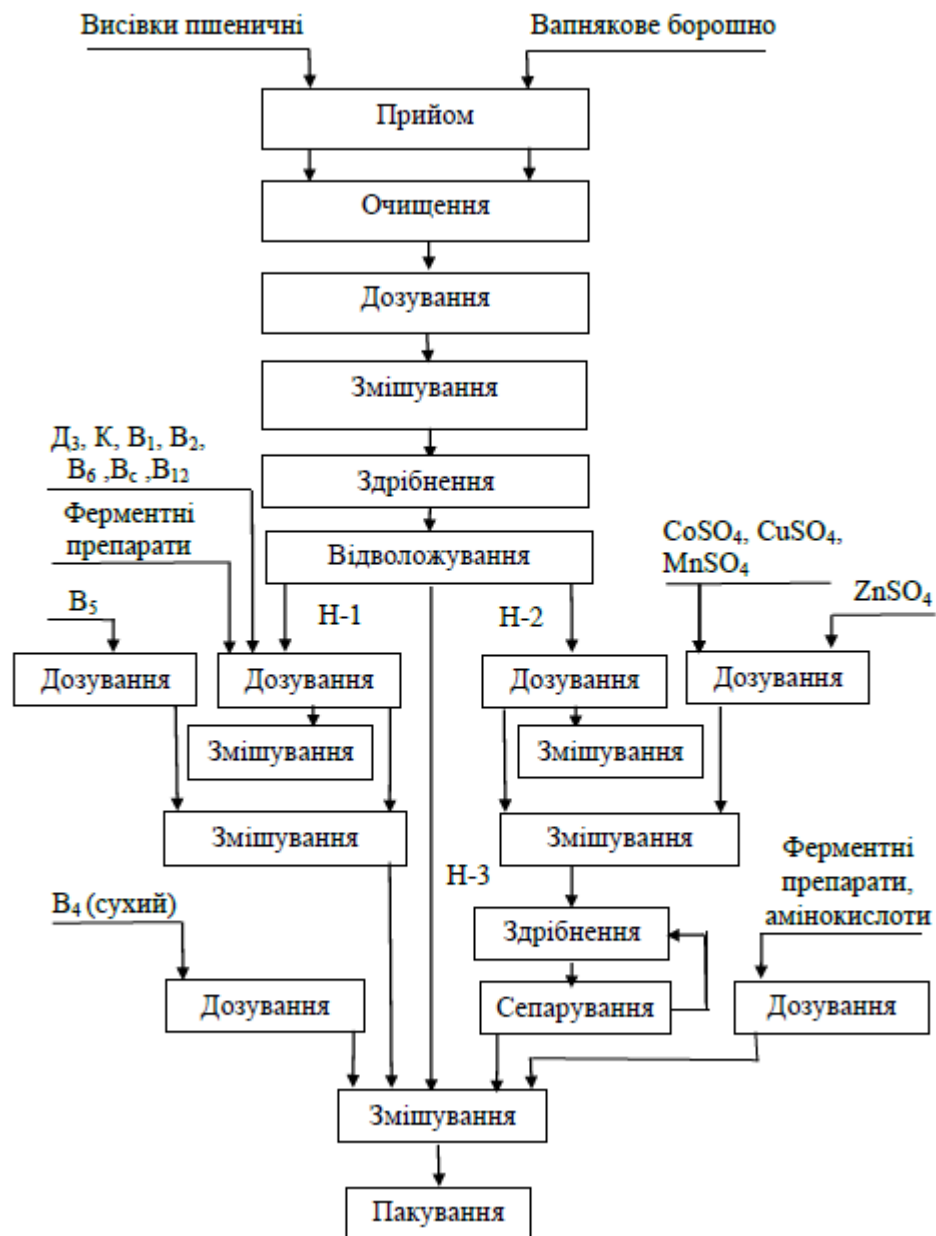 Висівки пшеничні
Вапнякове борошно
Прийом
Очищення
Дозування
Змішування
Д₃, К, В₁, В₂,
В₆ ,В꜀ ,В₁₂
Здрібнення
Ферментні
препарати
Відволожування
CoSO₄, CuSO₄,
MnSO₄
ZnSO₄
В₅
Н-1
Н-2
Дозування
Дозування
Дозування
Дозування
Змішування
Змішування
Змішування
Змішування
Н-3
Ферментні
препарати,
амінокислоти
В₄ (сухий)
Здрібнення
Дозування
Сепарування
Дозування
Змішування
Пакування